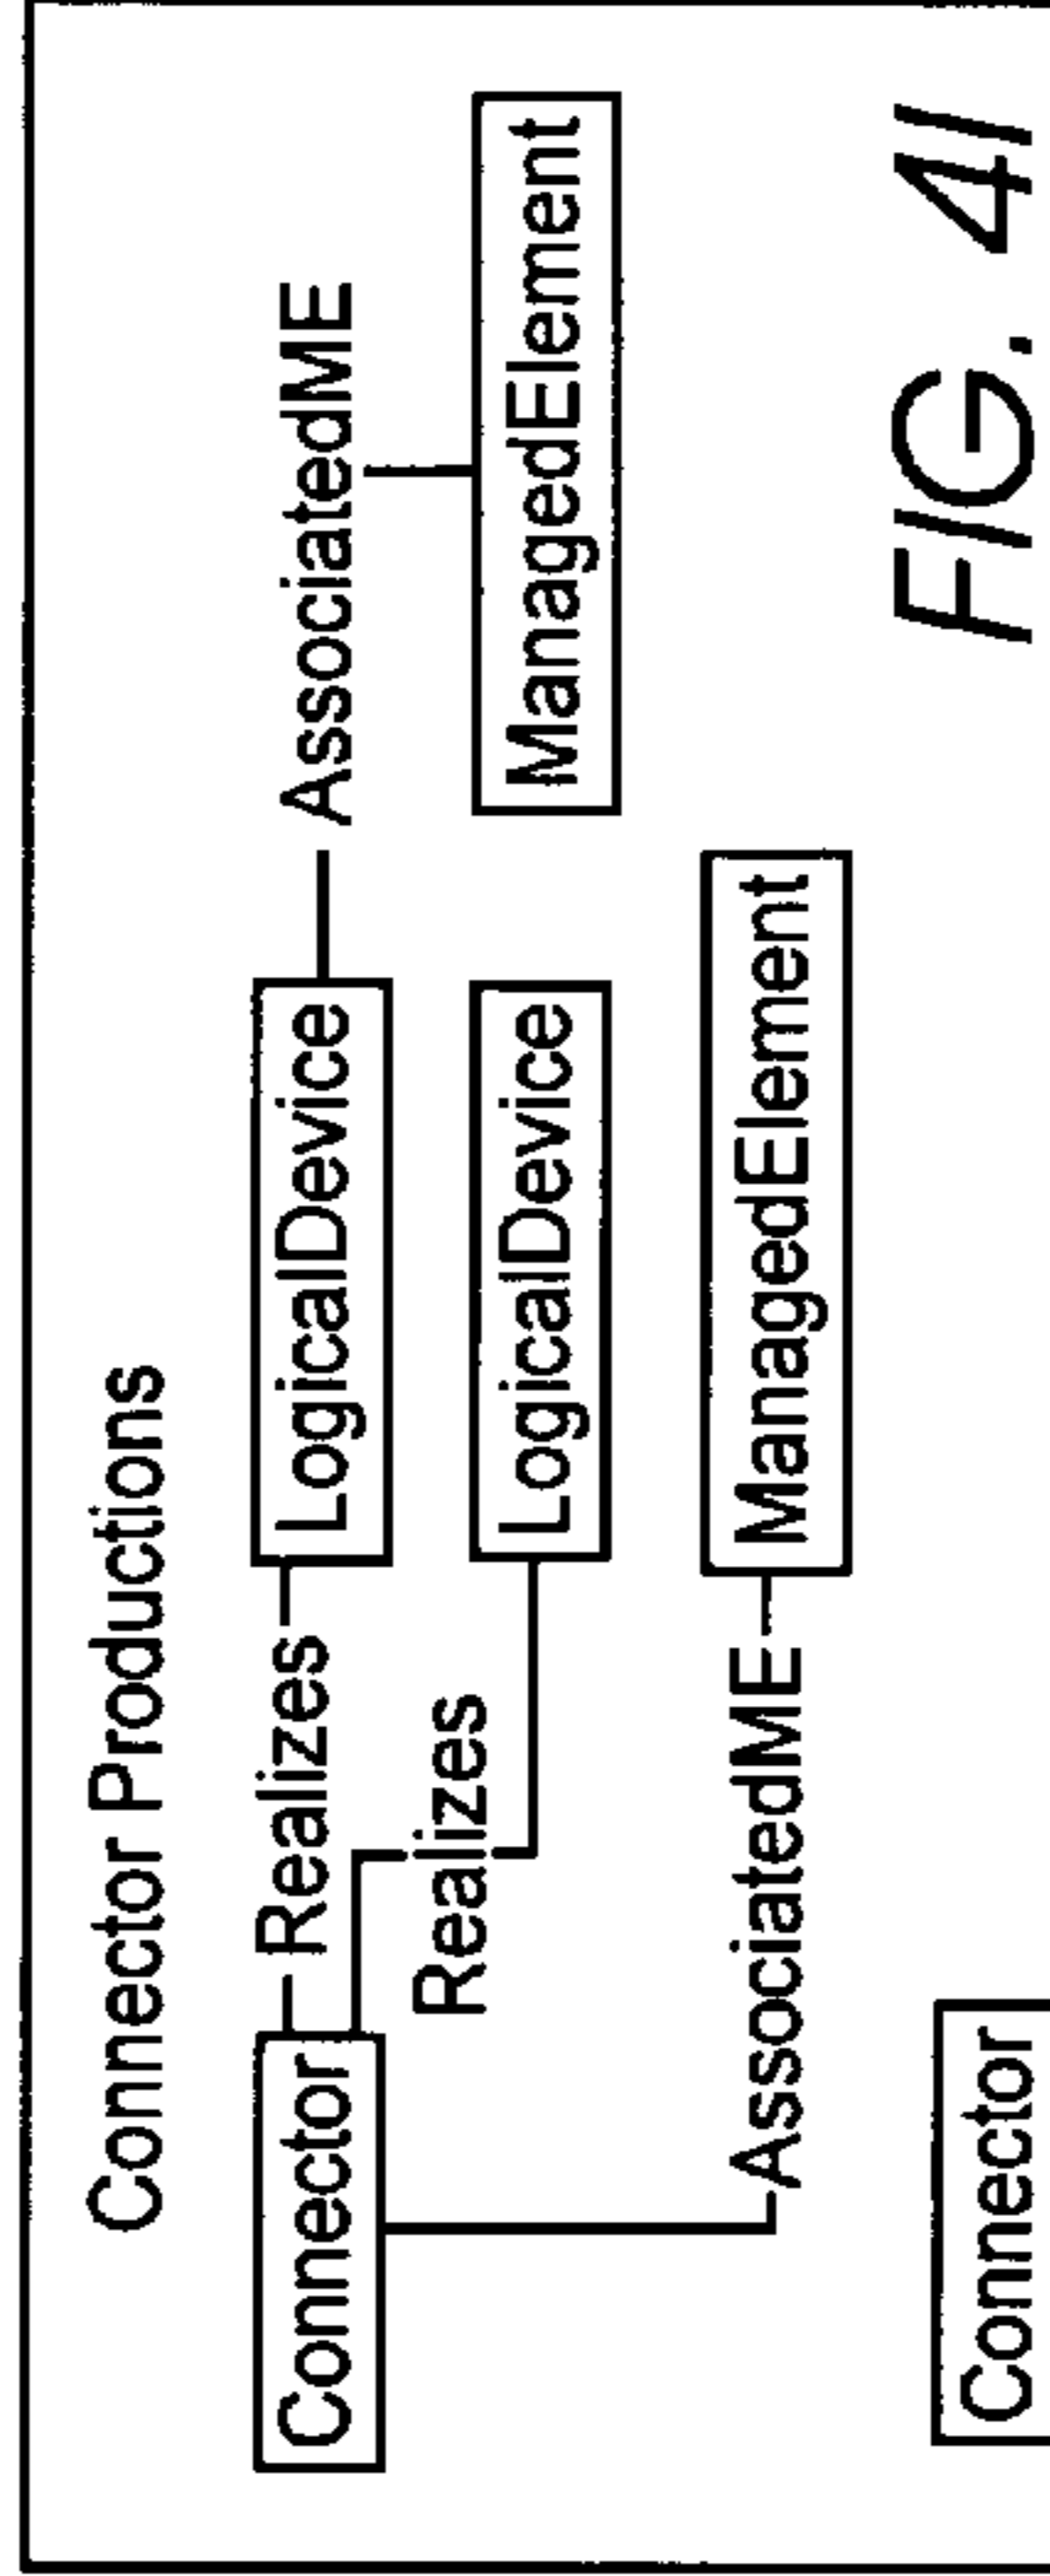 Connector Productions
Connector Realizes LogicalDevice AssociatedME
Realizes LogicalDevice ManagedElement
AssociatedME ManagedElement
Connector
FIG. 4I